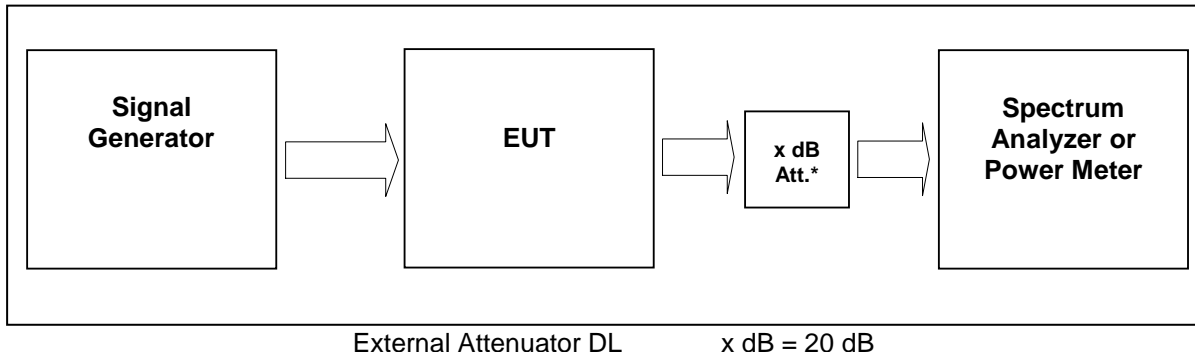 Signal
Generator
EUT
x dB
Att.*
Spectrum
Analyzer or
Power Meter
External Attenuator DL x dB = 20 dB